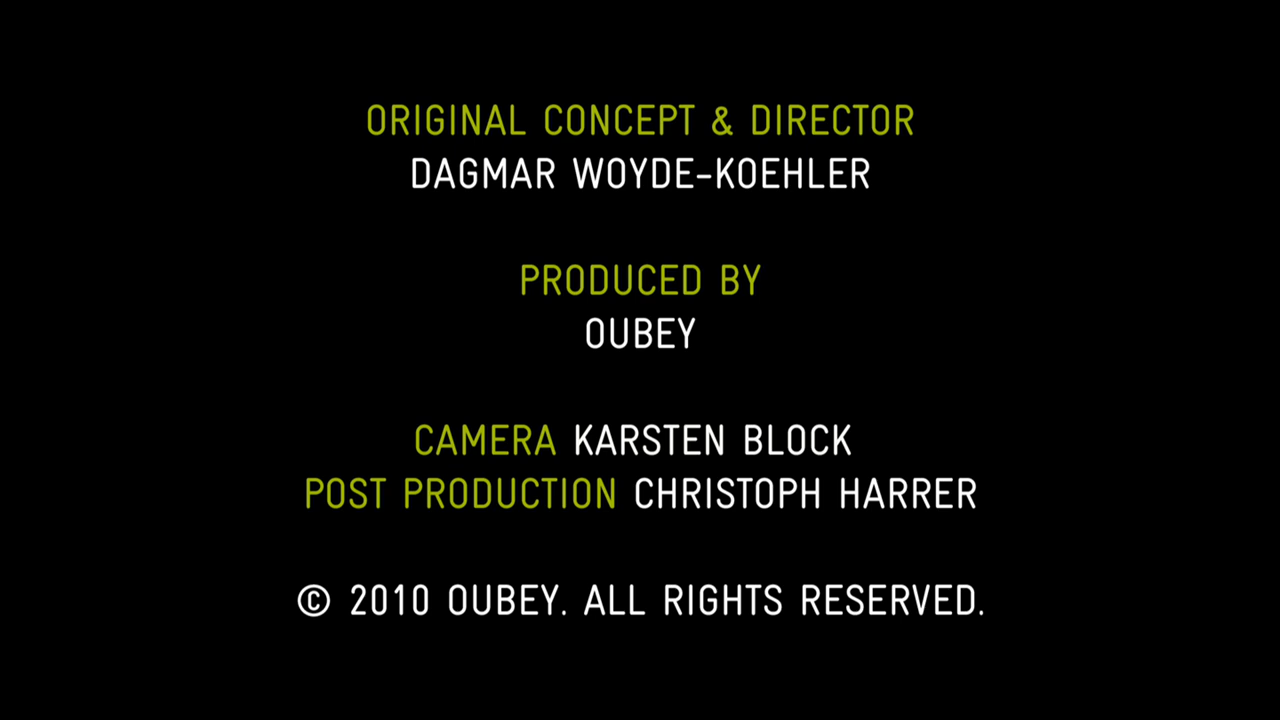 ORIGINAL CONCEPT & DIRECTOR
DAGMAR WOYDE-KOEHLER
PRODUCED BY
OUBEY
CAMERA KARSTEN BLOCK
POST PRODUCTION CHRISTOPH HARRER
© 2010 OUBEY. ALL RIGHTS RESERVED.